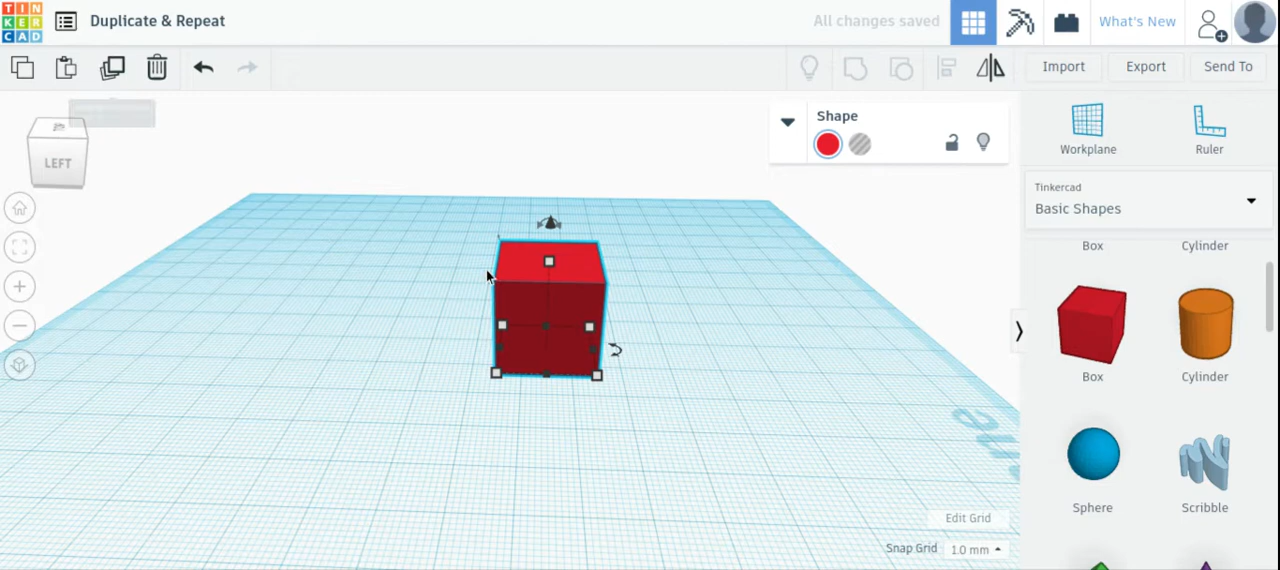 TIN
KER
CAD
Duplicate & Repeat
All changes saved
What's New
Import
Export
Send To
Shape
LEFT
Workplane
Ruler
Tinkercad
Basic Shapes
Box
Cylinder
Box
Cylinder
Sphere
Scribble
Edit Grid
Snap Grid
1.0 mm